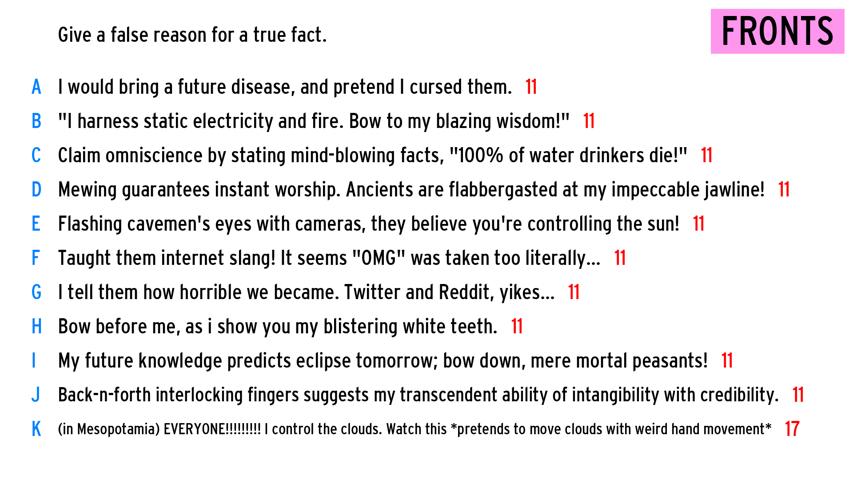 Give a false reason for a true fact.
FRONTS
A I would bring a future disease, and pretend I cursed them. 11
B "I harness static electricity and fire. Bow to my blazing wisdom!" 11
C Claim omniscience by stating mind-blowing facts, "100% of water drinkers die!" 11
D Mewing guarantees instant worship. Ancients are flabbergasted at my impeccable jawline! 11
E Flashing cavemen's eyes with cameras, they believe you're controlling the sun! 11
F Taught them internet slang! It seems "OMG" was taken too literally... 11
G I tell them how horrible we became. Twitter and Reddit, yikes... 11
H Bow before me, as i show you my blistering white teeth. 11
I My future knowledge predicts eclipse tomorrow; bow down, mere mortal peasants! 11
J Back-n-forth interlocking fingers suggests my transcendent ability of intangibility with credibility. 11
K (in Mesopotamia) EVERYONE!!!!!!!!! I control the clouds. Watch this *pretends to move clouds with weird hand movement* 17